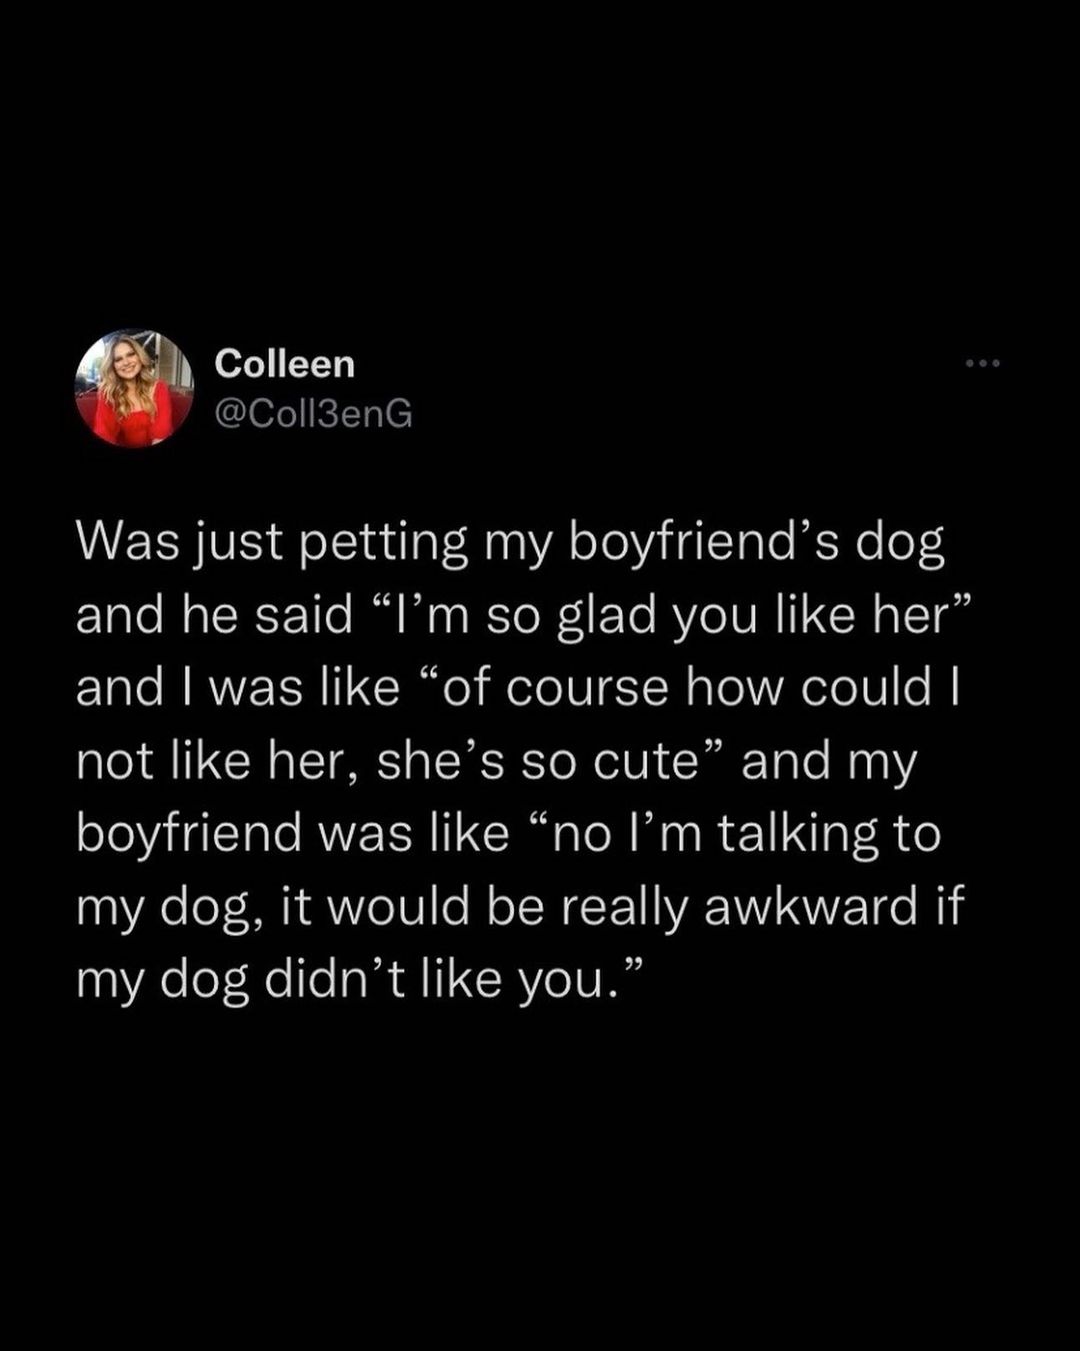 Colleen
@Coll3enG
Was just petting my boyfriend’s dog
and he said “I’m so glad you like her”
and I was like “of course how could I
not like her, she’s so cute” and my
boyfriend was like “no I’m talking to
my dog, it would be really awkward if
my dog didn’t like you.”